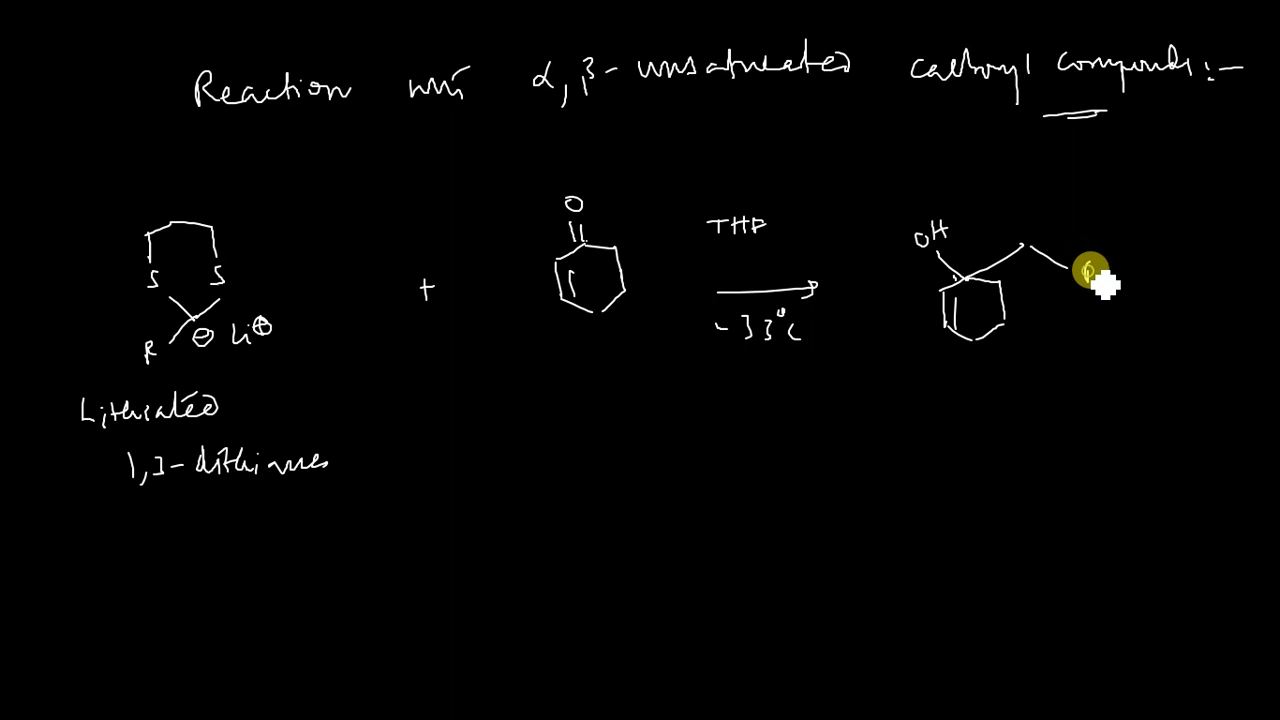 Reaction with α, β- unsaturated carbonyl compounds :-
O
THF
OH
S S
+
R ⊖ Li⊕
- 33°C
Lithiated
1,3- dithianes